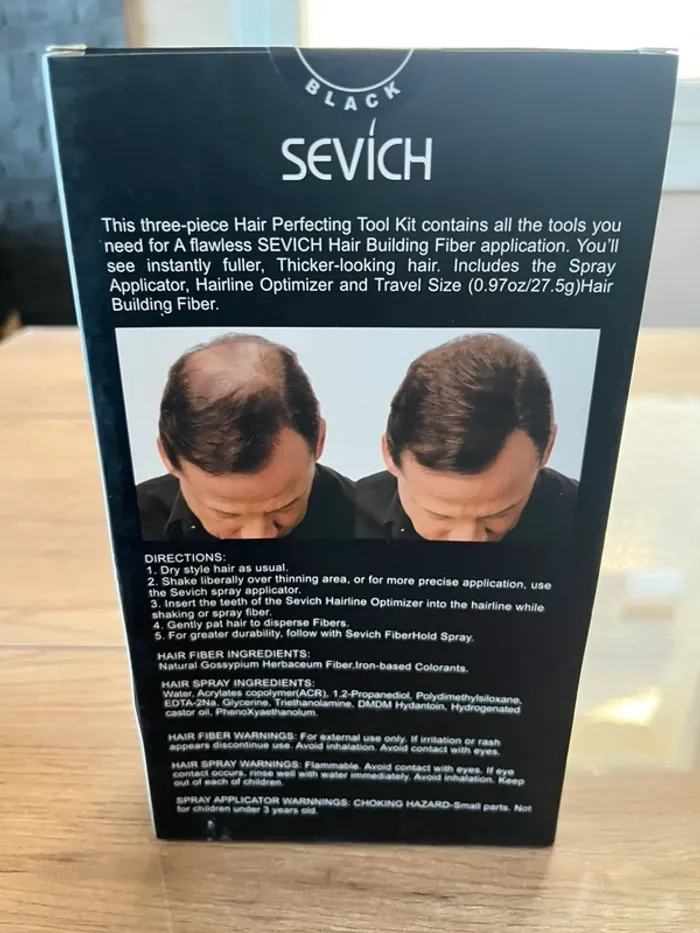 BLACK
SEVICH
This three-piece Hair Perfecting Tool Kit contains all the tools you
need for A flawless SEVICH Hair Building Fiber application. You'll
see instantly fuller, Thicker-looking hair. Includes the Spray
Applicator, Hairline Optimizer and Travel Size (0.97oz/27.5g)Hair
Building Fiber.
DIRECTIONS:
1. Dry style hair as usual.
2. Shake liberally over thinning area, or for more precise application, use
the Sevich spray applicator.
3. Insert the teeth of the Sevich Hairline Optimizer into the hairline while
shaking or spray fiber.
4. Gently pat hair to disperse Fibers.
5. For greater durability, follow with Sevich FiberHold Spray.
HAIR FIBER INGREDIENTS:
Natural Gossypium Herbaceum Fiber,Iron-based Colorants.
HAIR SPRAY INGREDIENTS:
Water, Acrylates copolymer(ACR), 1,2-Propanediol, Polydimethylsiloxane,
EDTA-2Na, Glycerine, Triethanolamine, DMDM Hydantoin, Hydrogenated
castor oil, PhenoXyaethanolum.
HAIR FIBER WARNINGS: For external use only. If irritation or rash
appears discontinue use. Avoid inhalation. Avoid contact with eyes.
HAIR SPRAY WARNINGS: Flammable. Avoid contact with eyes. If eye
contact occurs, rinse well with water immediately. Avoid inhalation. Keep
out of each of children.
SPRAY APPLICATOR WARNNINGS: CHOKING HAZARD-Small parts. Not
for children under 3 years old.